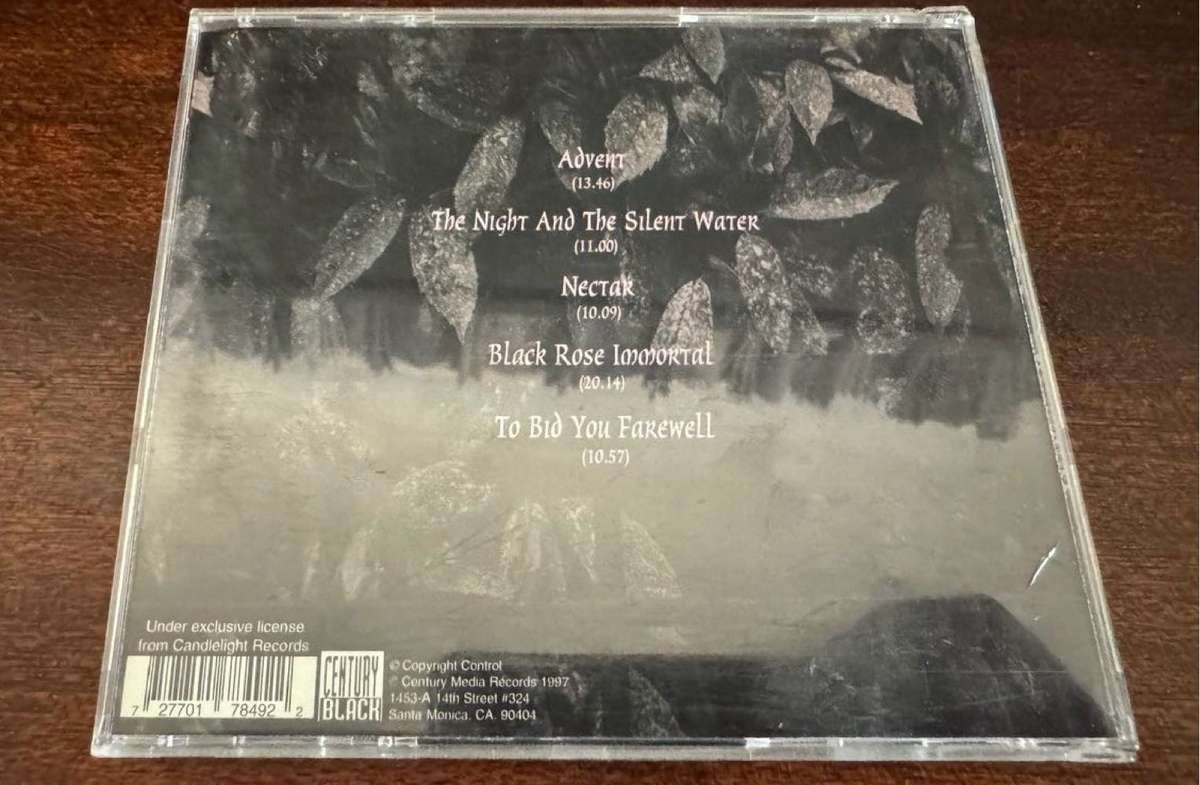 Advent
(13.46)
The Night And The Silent Water
(11.00)
Nectar
(10.09)
Black Rose Immortal
(20.14)
To Bid You Farewell
(10.57)
Under exclusive license
from Candlelight Records
7 27701 78492 2
CENTURY
BLACK
© Copyright Control
℗ Century Media Records 1997
1453-A 14th Street #324
Santa Monica, CA. 90404